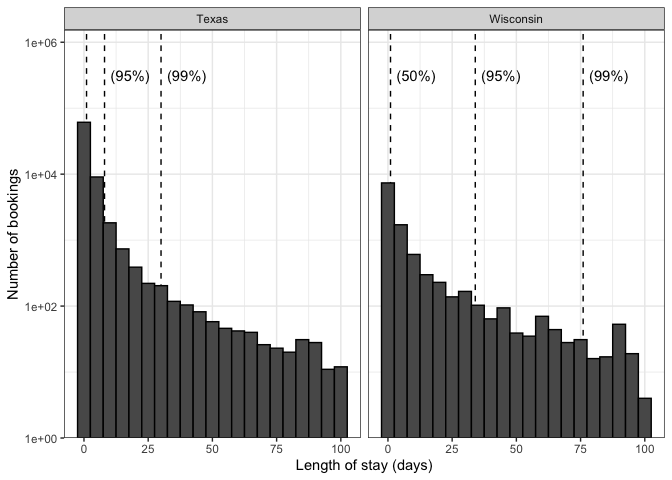 Texas
Wisconsin
1e+06
1e+04
1e+02
1e+00
Number of bookings
(95%)
(99%)
(50%)
(95%)
(99%)
0
25
50
75
100
0
25
50
75
100
Length of stay (days)